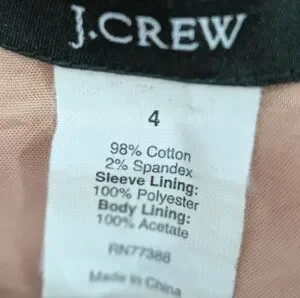 J.CREW
4
98% Cotton
2% Spandex
Sleeve Lining:
100% Polyester
Body Lining:
100% Acetate
RN77388
Made in China